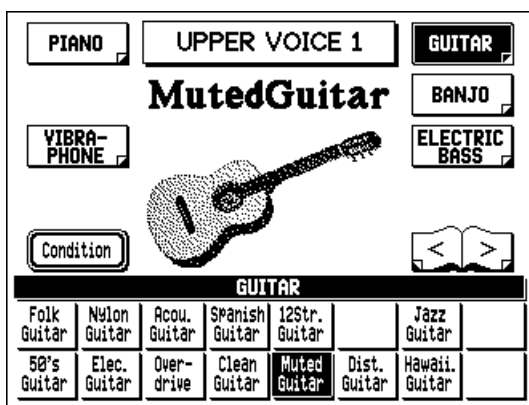 PIANO
UPPER VOICE 1
GUITAR
MutedGuitar
BANJO
VIBRA-
PHONE
ELECTRIC
BASS
Condition
< >
GUITAR
Folk Guitar
Nylon Guitar
Acou. Guitar
Spanish Guitar
12Str. Guitar
Jazz Guitar
50's Guitar
Elec. Guitar
Over-drive
Clean Guitar
Muted Guitar
Dist. Guitar
Hawaii. Guitar